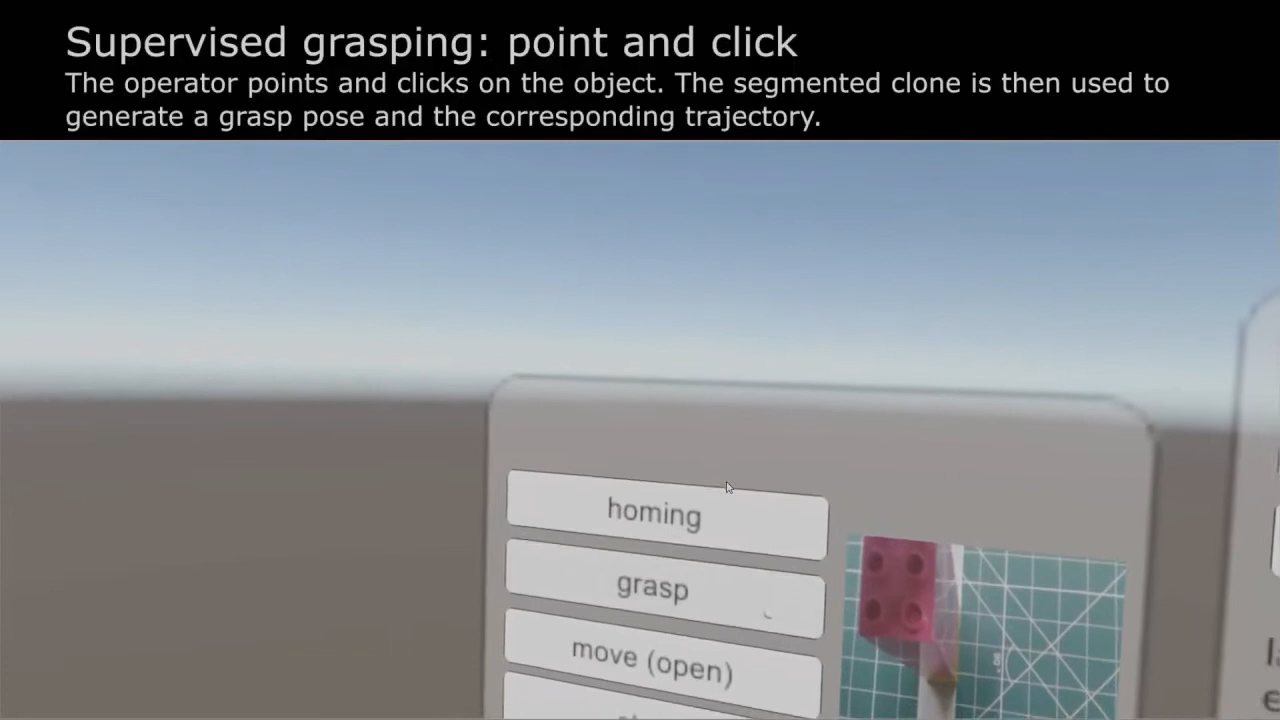 Supervised grasping: point and click
The operator points and clicks on the object. The segmented clone is then used to
generate a grasp pose and the corresponding trajectory.
homing
grasp
move (open)